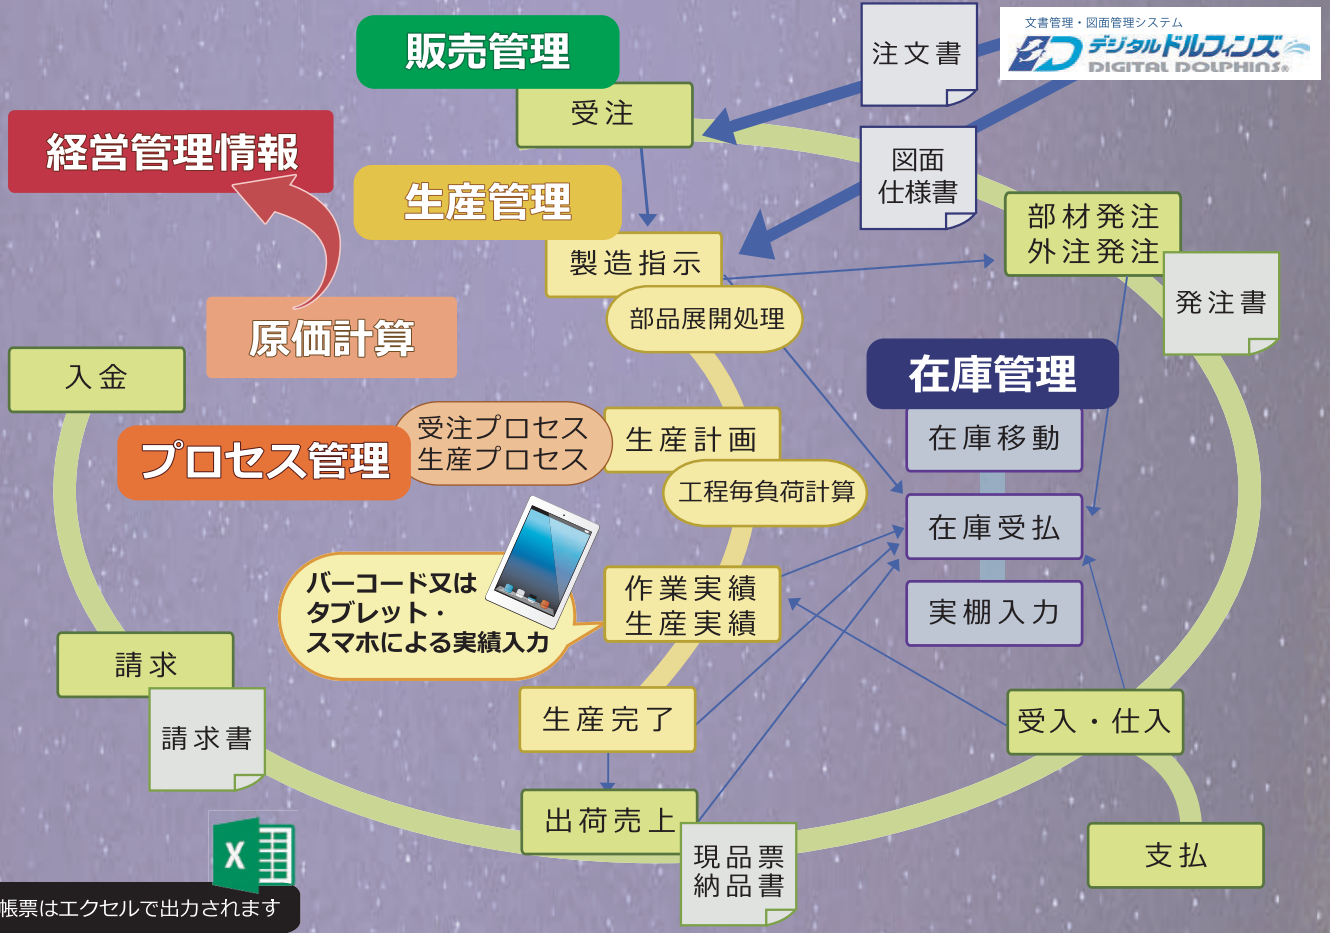 販売管理
受注
注文書
文書管理・図面管理システム
デジタルドルフィンズ
DIGITAL DOLPHINS®
経営管理情報
生産管理
図面
仕様書
製造指示
部品展開処理
部材発注
外注発注
発注書
原価計算
入金
プロセス管理
受注プロセス
生産プロセス
生産計画
工程毎負荷計算
在庫管理
在庫移動
在庫受払
実棚入力
バーコード又は
タブレット・
スマホによる実績入力
作業実績
生産実績
請求
請求書
生産完了
受入・仕入
出荷売上
現品票
納品書
支払
X
帳票はエクセルで出力されます